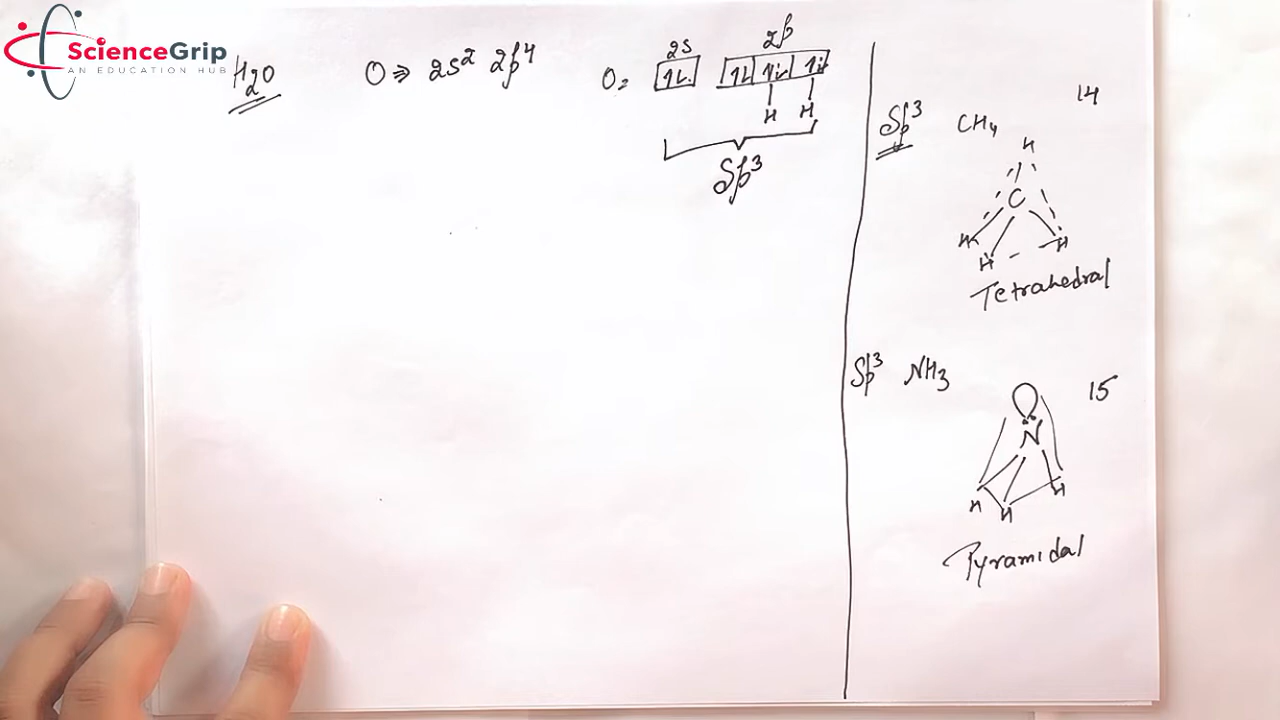 ScienceGrip
AN EDUCATION HUB
H2O
O ⇒ 2s² 2p⁴
O =
2s
2p
1L
1L 1L 1L
H H
Sp³
Sp³ CH4
14
H
C
H H
H
Tetrahedral
Sp³ NH3
15
N
H H H
Pyramidal